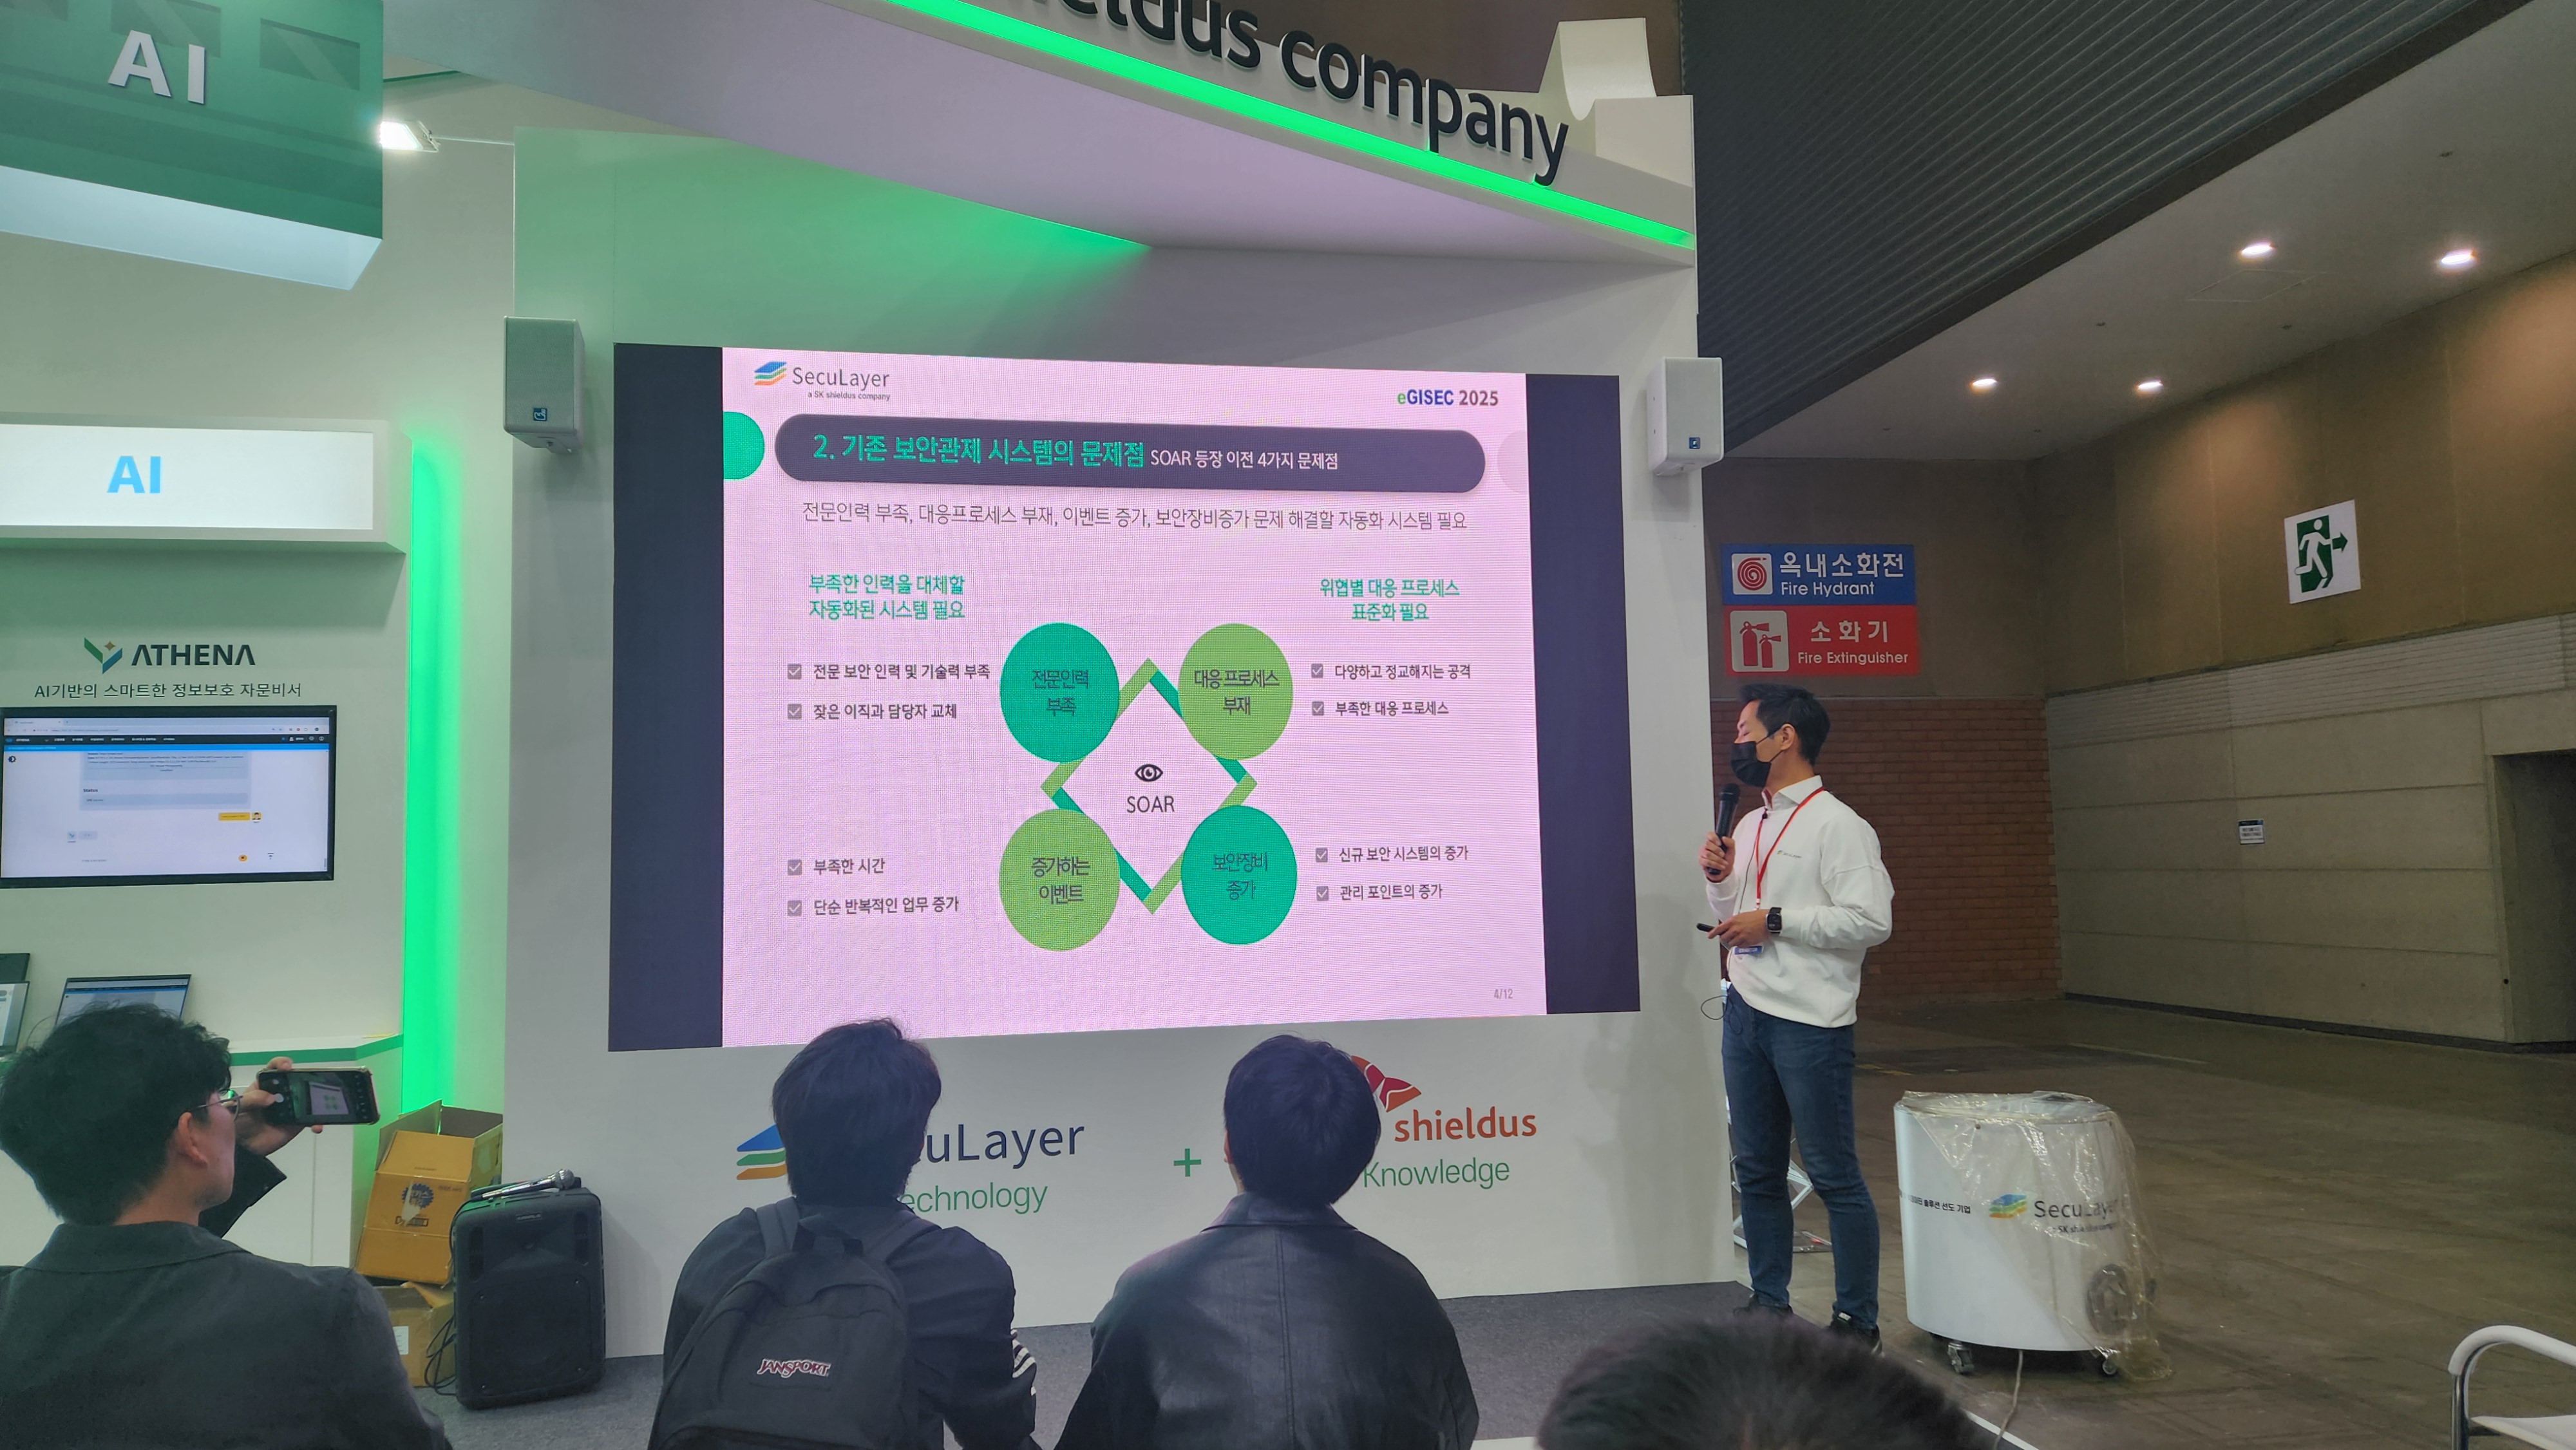 shieldus company
AI
AI
ATHENA
AI기반의 스마트한 정보보호 자문비서
SecuLayer
a SK shieldus company
eGISEC 2025
2. 기존 보안관제 시스템의 문제점 SOAR 등장 이전 4가지 문제점
전문인력 부족, 대응프로세스 부재, 이벤트 증가, 보안장비증가 문제 해결할 자동화 시스템 필요
부족한 인력을 대체할
자동화된 시스템 필요
전문 보안 인력 및 기술력 부족
잦은 이직과 담당자 교체
전문인력
부족
대응 프로세스
부재
위협별 대응 프로세스
표준화 필요
다양하고 정교해지는 공격
부족한 대응 프로세스
SOAR
부족한 시간
단순 반복적인 업무 증가
증가하는
이벤트
보안장비
증가
신규 보안 시스템의 증가
관리 포인트의 증가
4/12
옥내소화전
Fire Hydrant
소화기
Fire Extinguisher
uLayer
echnology
+
shieldus
Knowledge
JANSPORT
솔루션 선도 기업
SecuLayer